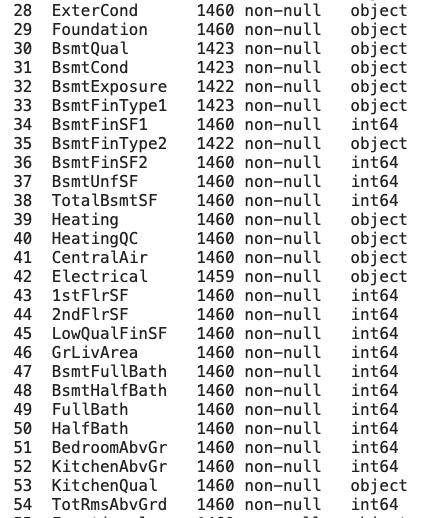 28 ExterCond 1460 non-null object
29 Foundation 1460 non-null object
30 BsmtQual 1423 non-null object
31 BsmtCond 1423 non-null object
32 BsmtExposure 1422 non-null object
33 BsmtFinType1 1423 non-null object
34 BsmtFinSF1 1460 non-null int64
35 BsmtFinType2 1422 non-null object
36 BsmtFinSF2 1460 non-null int64
37 BsmtUnfSF 1460 non-null int64
38 TotalBsmtSF 1460 non-null int64
39 Heating 1460 non-null object
40 HeatingQC 1460 non-null object
41 CentralAir 1460 non-null object
42 Electrical 1459 non-null object
43 1stFlrSF 1460 non-null int64
44 2ndFlrSF 1460 non-null int64
45 LowQualFinSF 1460 non-null int64
46 GrLivArea 1460 non-null int64
47 BsmtFullBath 1460 non-null int64
48 BsmtHalfBath 1460 non-null int64
49 FullBath 1460 non-null int64
50 HalfBath 1460 non-null int64
51 BedroomAbvGr 1460 non-null int64
52 KitchenAbvGr 1460 non-null int64
53 KitchenQual 1460 non-null object
54 TotRmsAbvGrd 1460 non-null int64